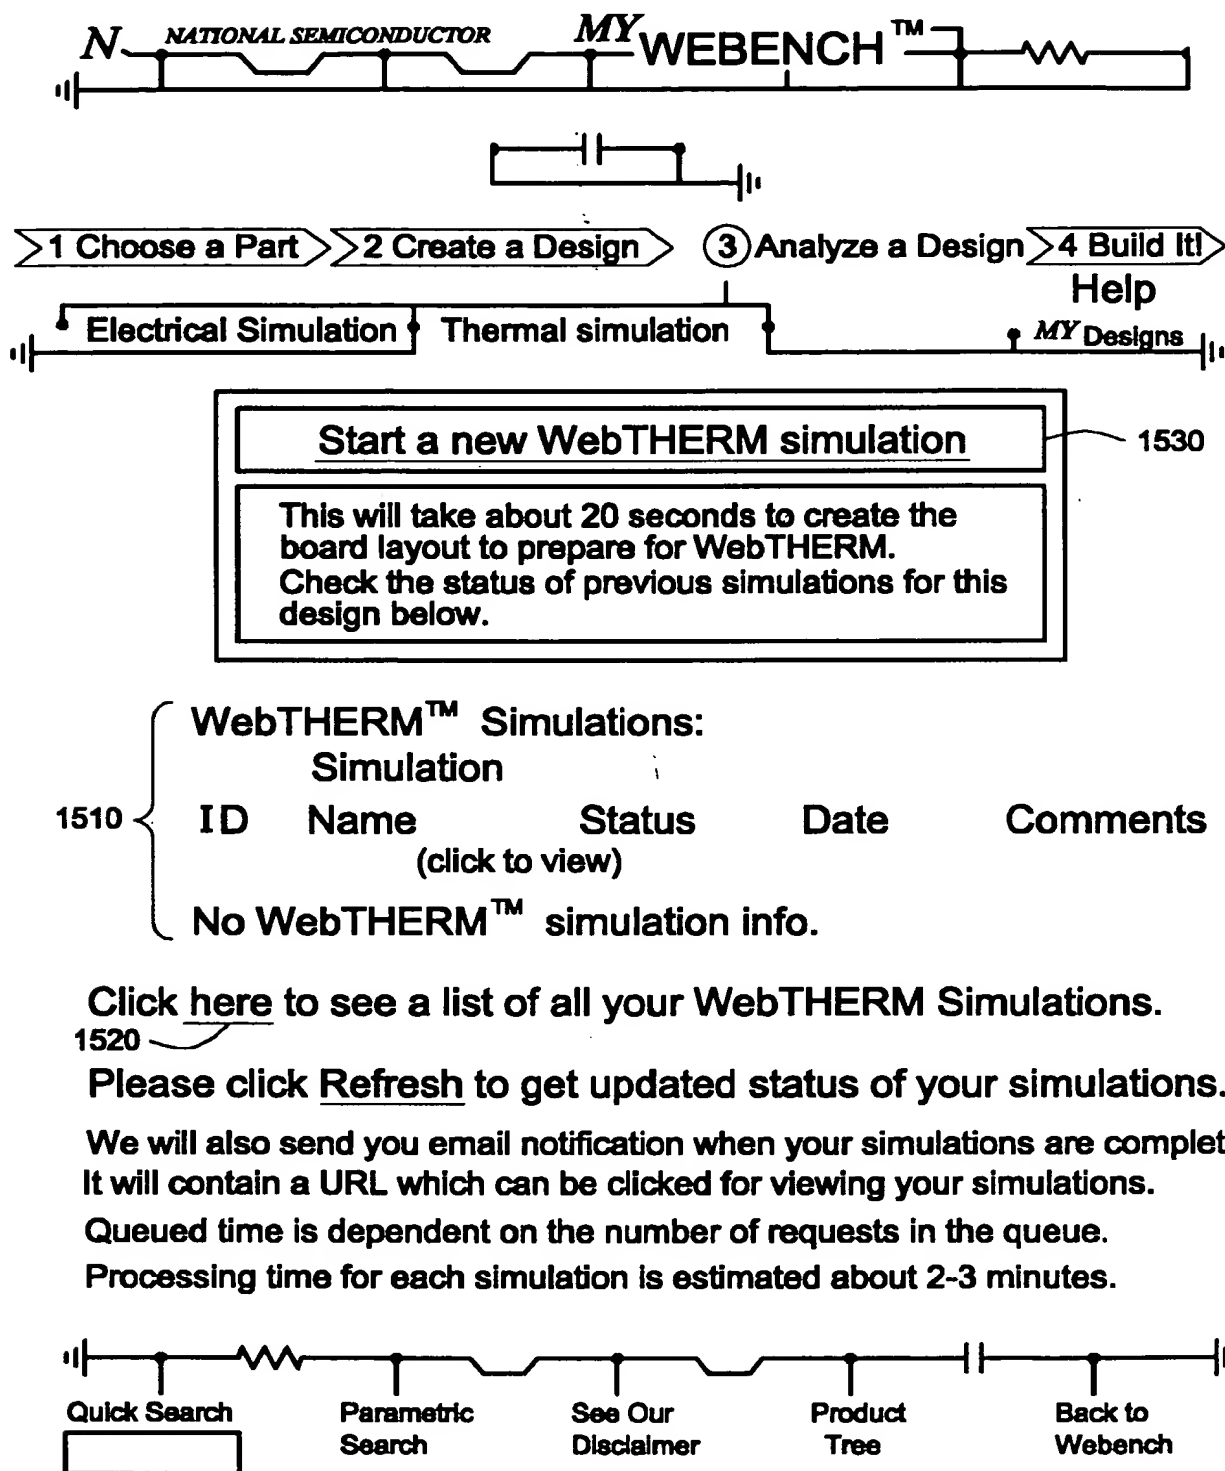 N NATIONAL SEMICONDUCTOR MY WEBENCH™
1 Choose a Part 2 Create a Design 3 Analyze a Design 4 Build It!
Help
Electrical Simulation Thermal simulation
MY Designs
Start a new WebTHERM simulation 1530
This will take about 20 seconds to create the
board layout to prepare for WebTHERM.
Check the status of previous simulations for this
design below.
WebTHERM™ Simulations:
Simulation
1510 ID Name Status Date Comments
(click to view)
No WebTHERM™ simulation info.
Click here to see a list of all your WebTHERM Simulations.
1520
Please click Refresh to get updated status of your simulations.
We will also send you email notification when your simulations are complet
It will contain a URL which can be clicked for viewing your simulations.
Queued time is dependent on the number of requests in the queue.
Processing time for each simulation is estimated about 2-3 minutes.
Quick Search Parametric See Our Product Back to
Search Disclaimer Tree Webench